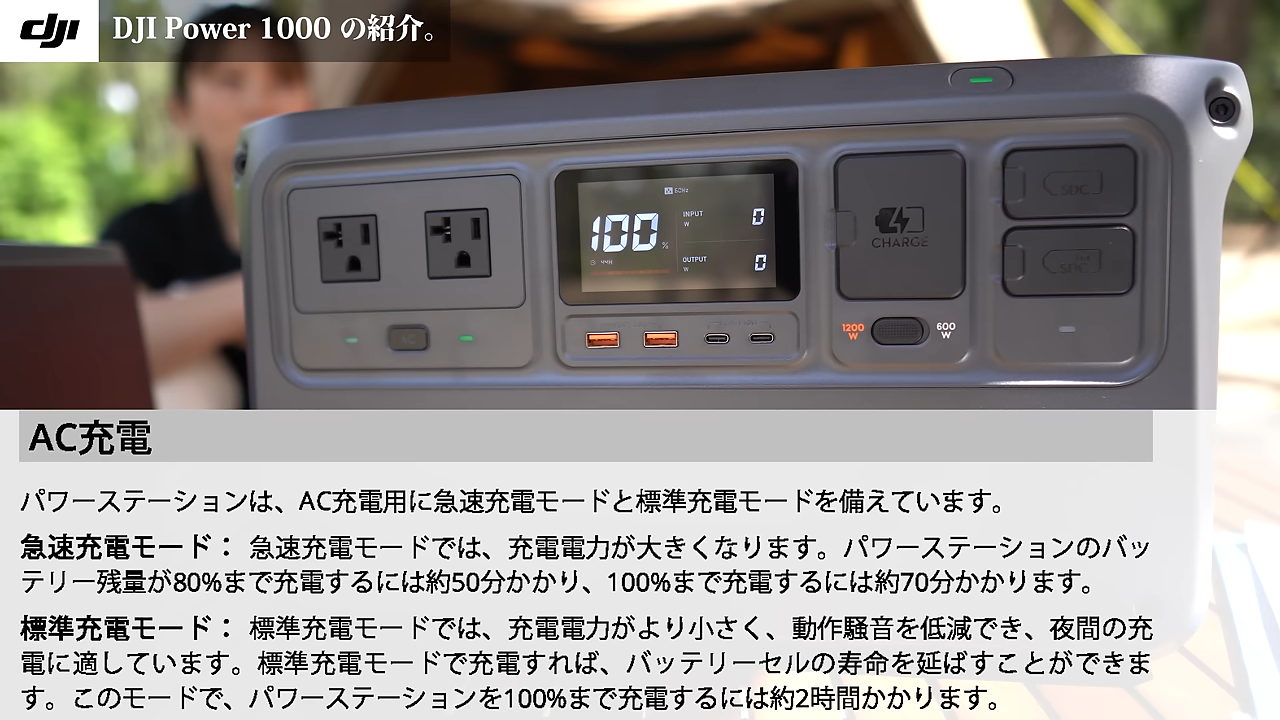 dji
DJI Power 1000 の紹介。
60Hz
100%
INPUT
W
0
OUTPUT
W
0
AC
CHARGE
SDC
SDC
1200
W
600
W
AC充電
パワーステーションは、AC充電用に急速充電モードと標準充電モードを備えています。
急速充電モード： 急速充電モードでは、充電電力が大きくなります。パワーステーションのバッ
テリー残量が80%まで充電するには約50分かかり、100%まで充電するには約70分かかります。
標準充電モード： 標準充電モードでは、充電電力がより小さく、動作騒音を低減でき、夜間の充
電に適しています。標準充電モードで充電すれば、バッテリーセルの寿命を延ばすことができま
す。このモードで、パワーステーションを100%まで充電するには約2時間かかります。